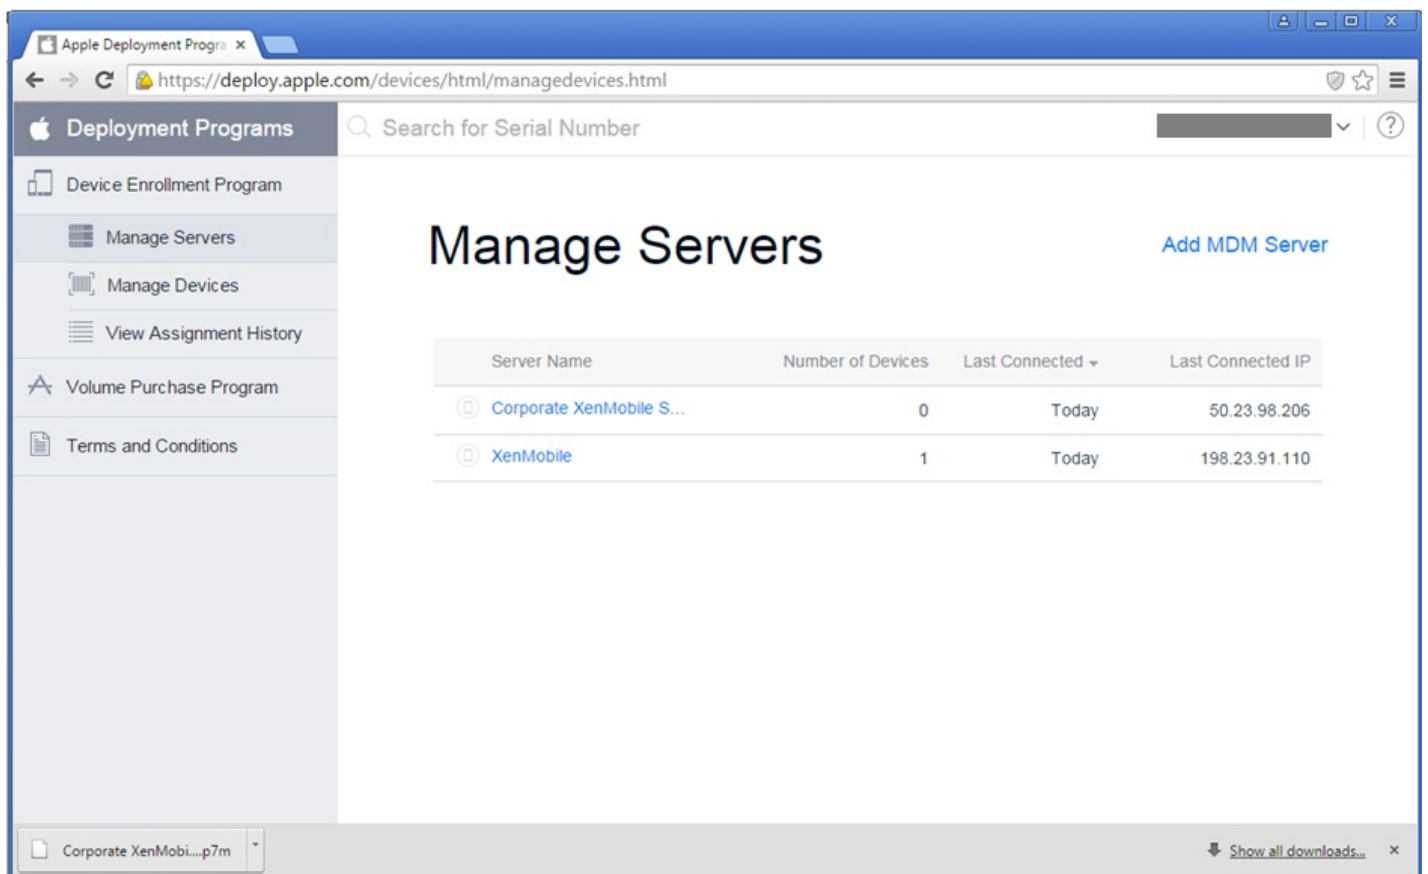 Apple Deployment Progra
https://deploy.apple.com/devices/html/managedevices.html
Deployment Programs
Search for Serial Number
Device Enrollment Program
Manage Servers
Manage Devices
View Assignment History
Volume Purchase Program
Terms and Conditions
Manage Servers
Add MDM Server
Server Name Number of Devices Last Connected Last Connected IP
Corporate XenMobile S... 0 Today 50.23.98.206
XenMobile 1 Today 198.23.91.110
Corporate XenMobi....p7m
Show all downloads...